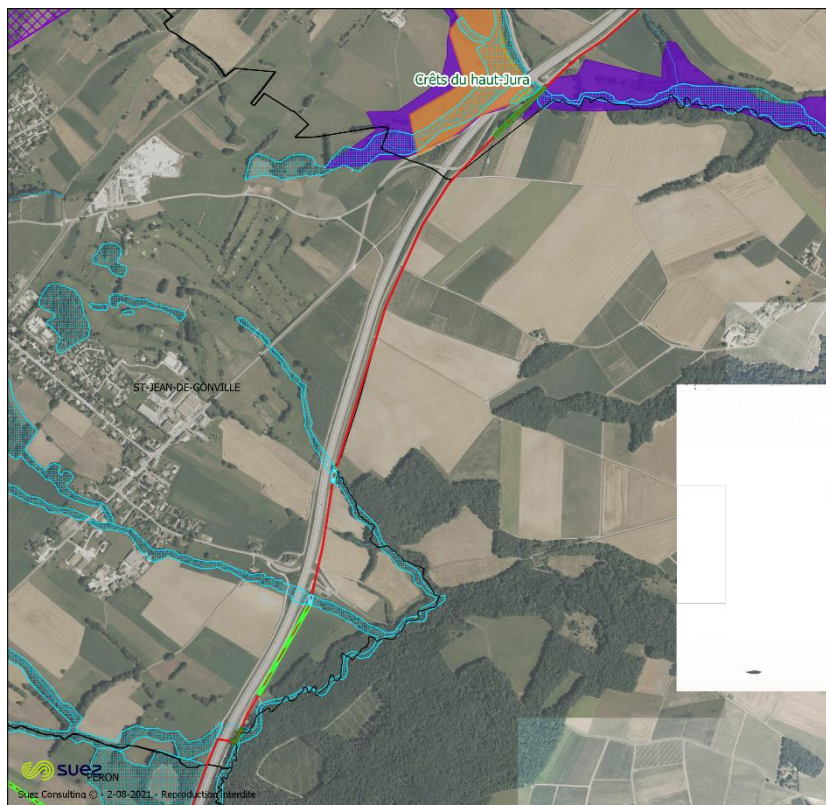 Crêts du haut-Jura
ST-JEAN-DE-GONVILLE
suez
PERON
Suez Consulting © - 2-08-2021 - Reproduction interdite